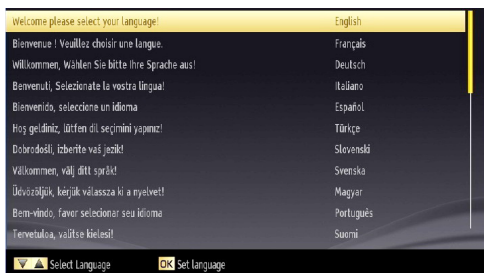 Welcome please select your language! English
Bienvenue ! Veuillez choisir une langue. Français
Willkommen, Wählen Sie bitte Ihre Sprache aus! Deutsch
Benvenuti, Selezionate la vostra lingua! Italiano
Bienvenido, seleccione un idioma Español
Hoş geldiniz, lütfen dil seçimini yapınız! Türkçe
Dobrodošli, izberite vaš jezik! Slovenski
Välkommen, välj ditt språk! Svenska
Üdvözöljük, kérjük válassza ki a nyelvet! Magyar
Bem-vindo, favor selecionar seu idioma Português
Tervetuloa, valitse kielesi! Suomi
Select Language OK Set language